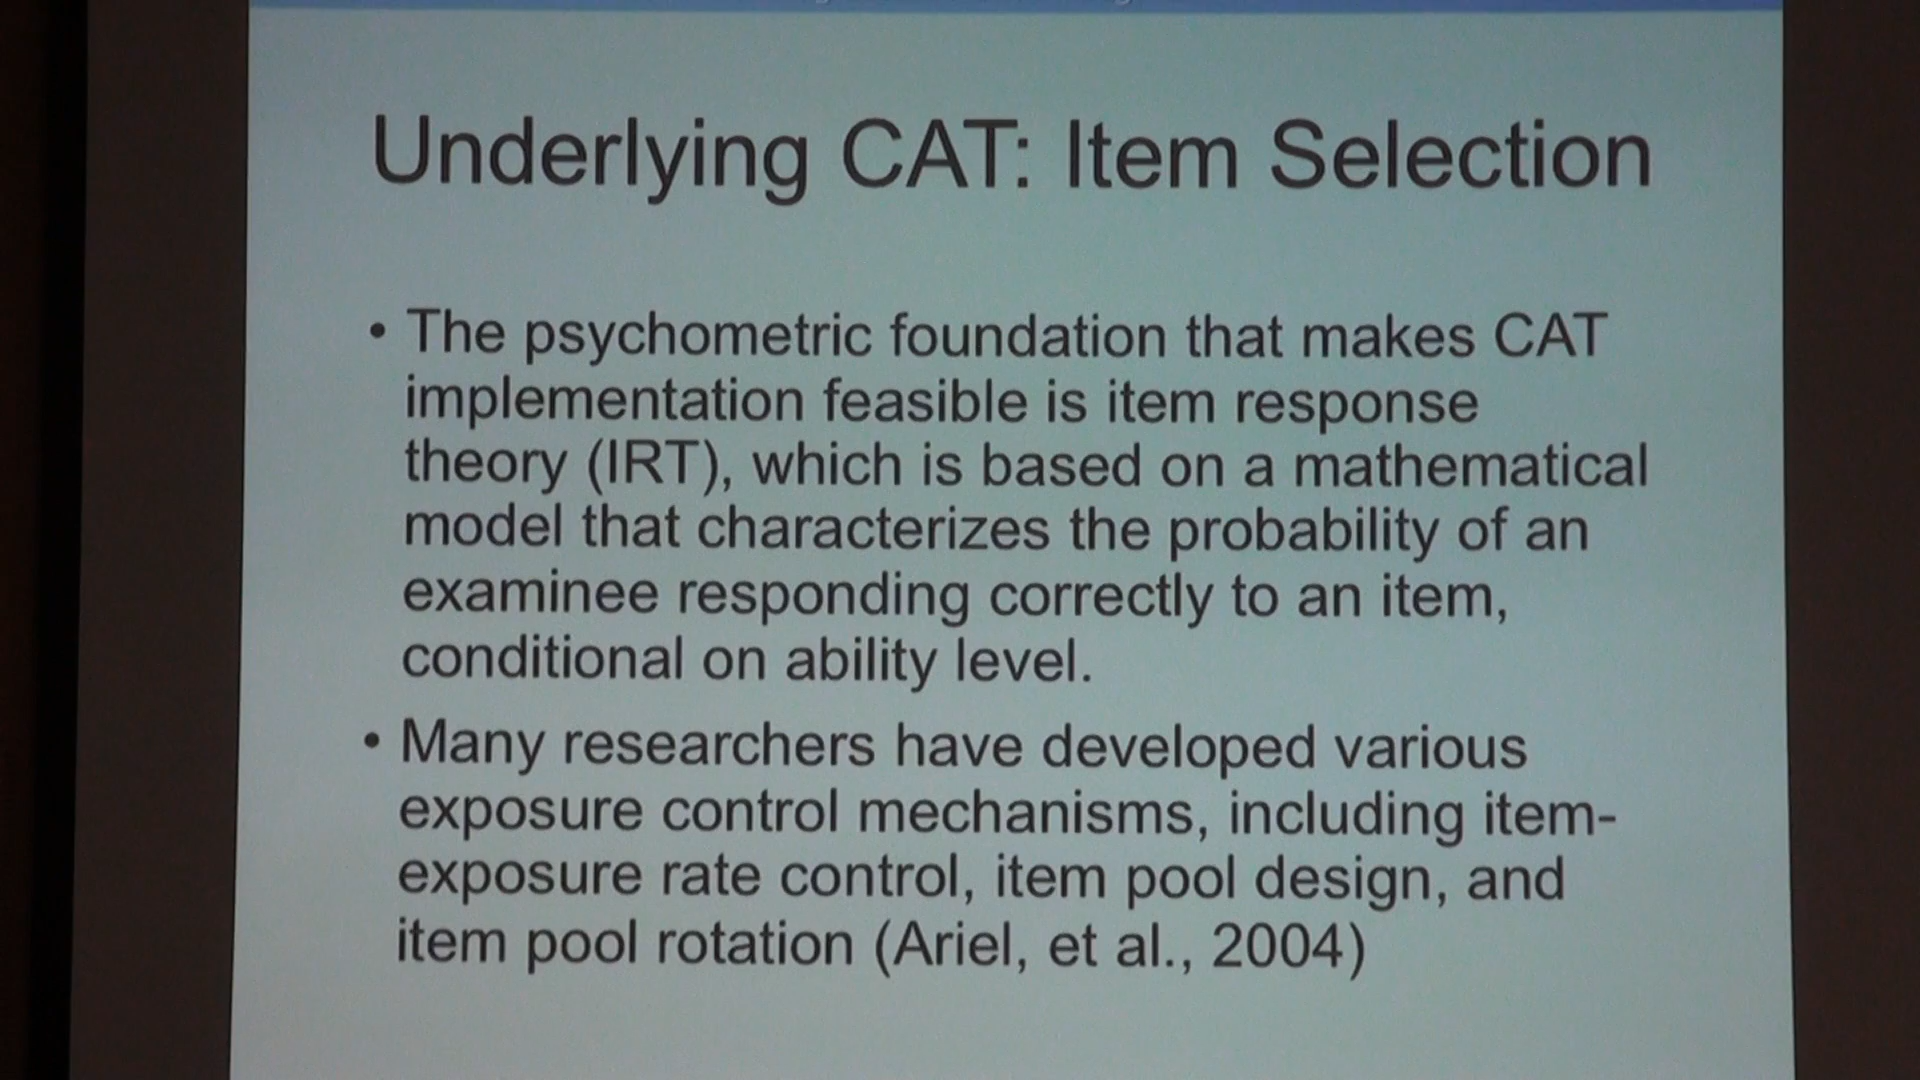 Underlying CAT: Item Selection
• The psychometric foundation that makes CAT
implementation feasible is item response
theory (IRT), which is based on a mathematical
model that characterizes the probability of an
examinee responding correctly to an item,
conditional on ability level.
• Many researchers have developed various
exposure control mechanisms, including item-
exposure rate control, item pool design, and
item pool rotation (Ariel, et al., 2004)